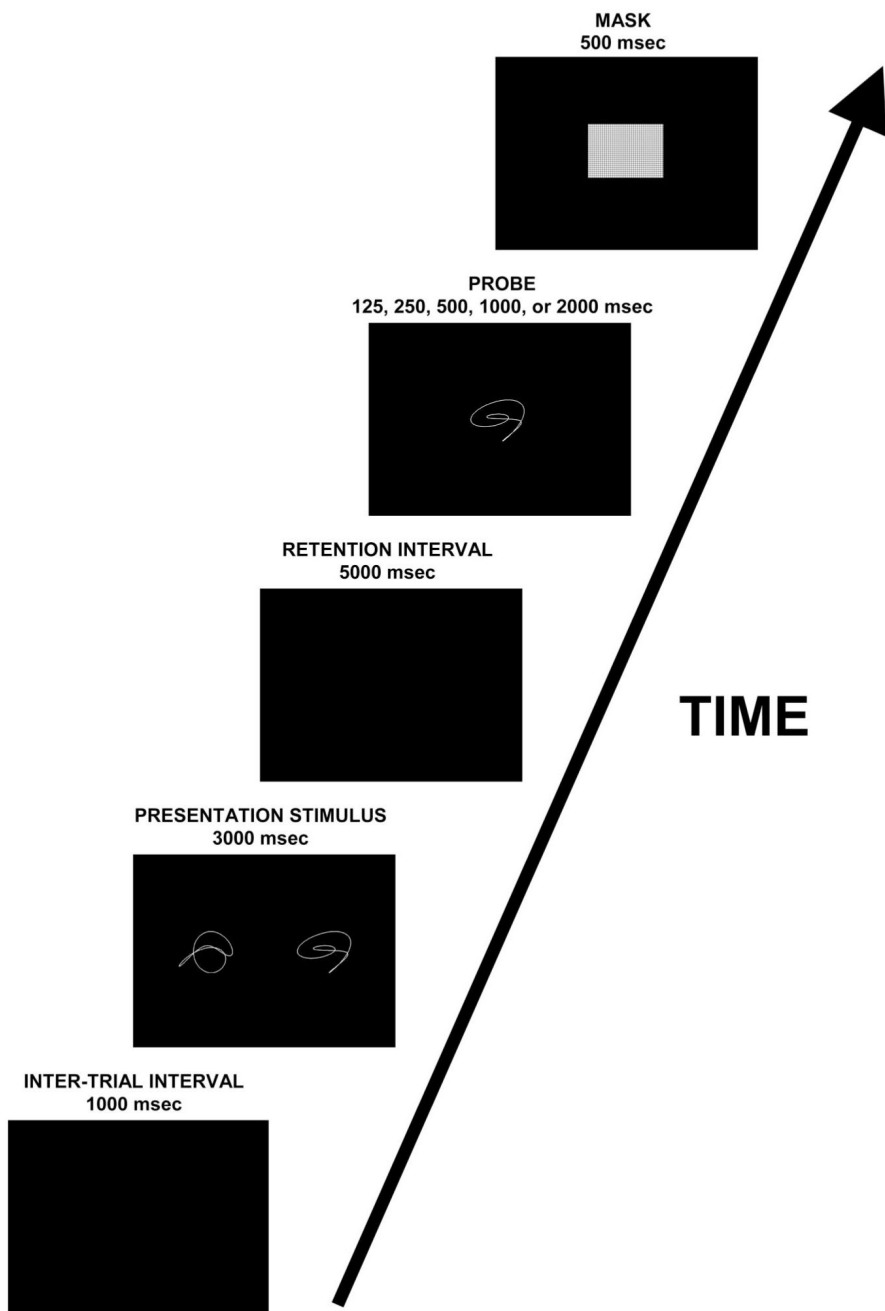 MASK
500 msec
PROBE
125, 250, 500, 1000, or 2000 msec
RETENTION INTERVAL
5000 msec
TIME
PRESENTATION STIMULUS
3000 msec
INTER-TRIAL INTERVAL
1000 msec